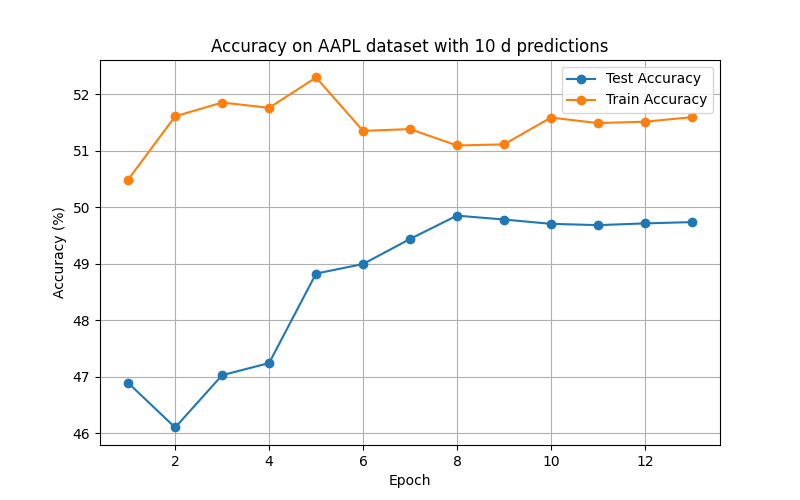 Accuracy on AAPL dataset with 10 d predictions
Test Accuracy
Train Accuracy
Accuracy (%)
52
51
50
49
48
47
46
2 4 6 8 10 12
Epoch